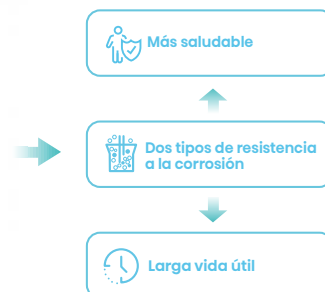 Más saludable
Dos tipos de resistencia
a la corrosión
Larga vida útil